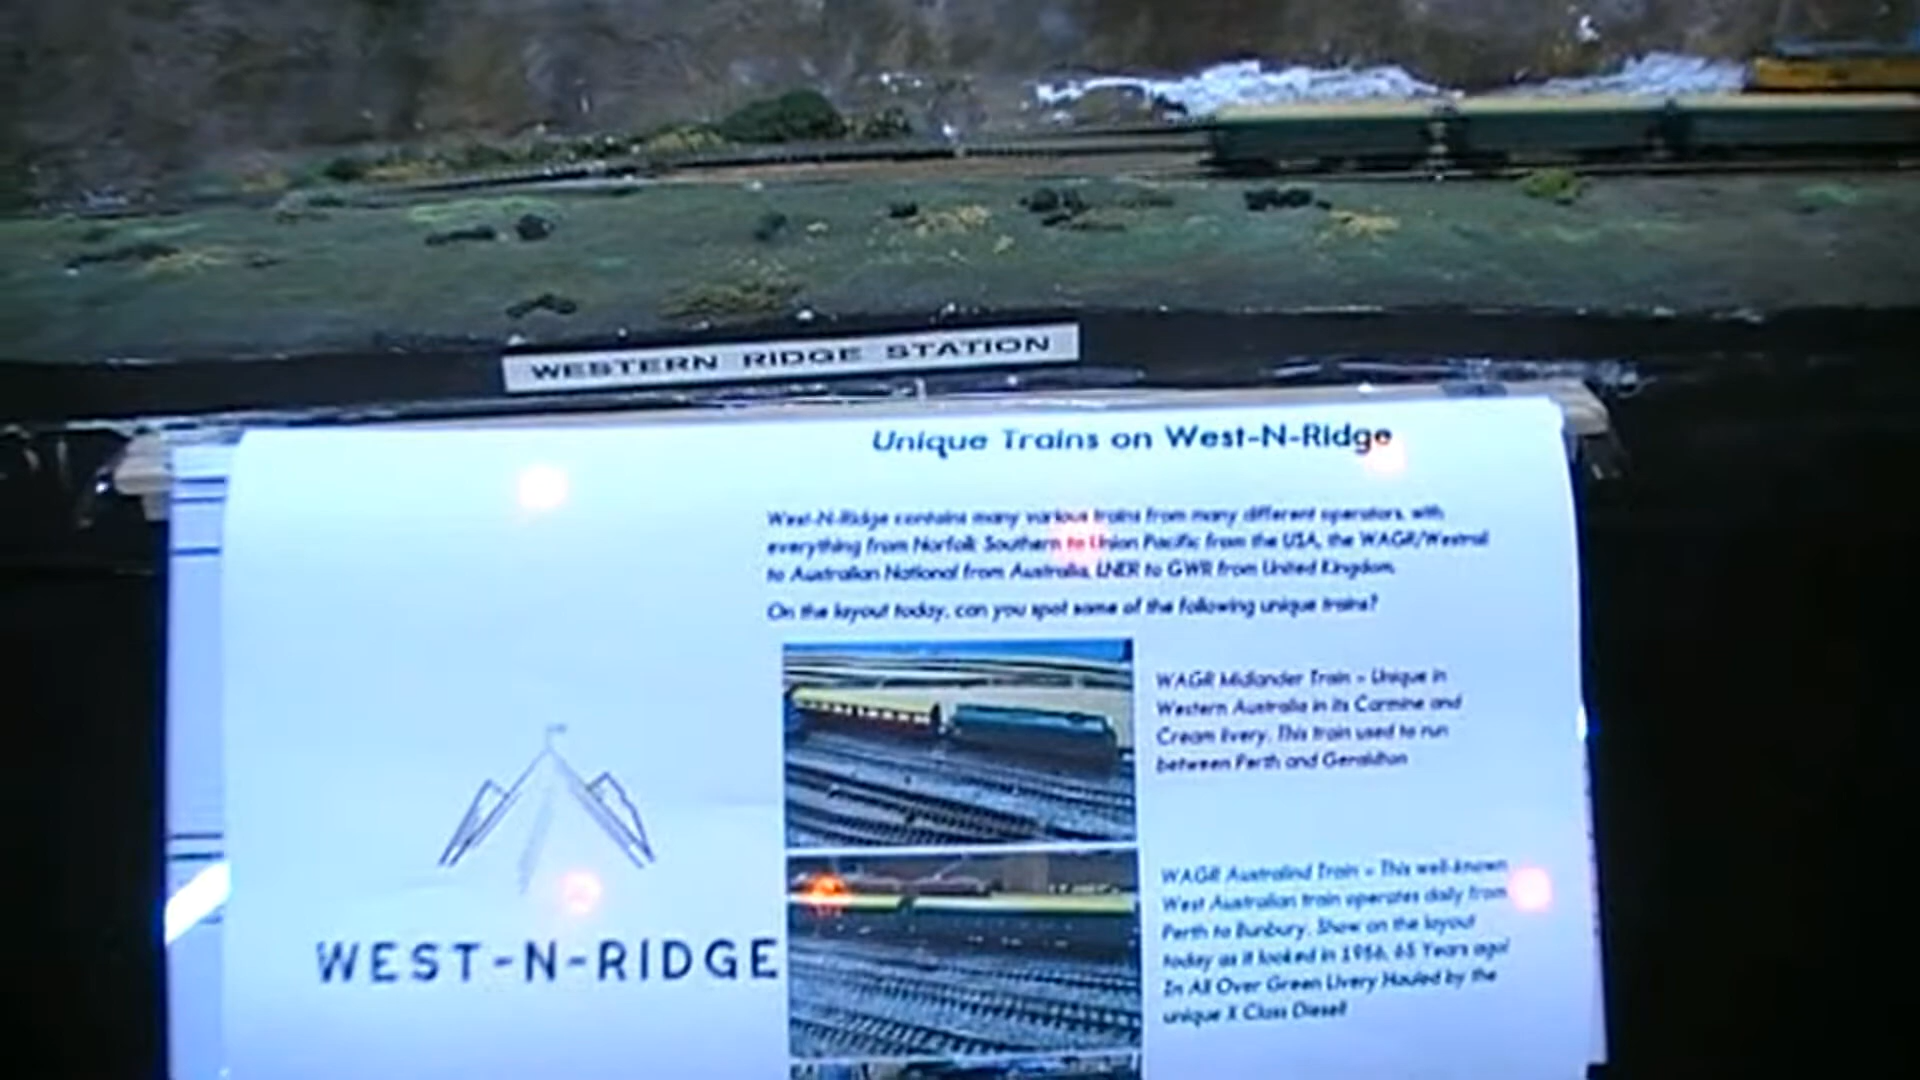 WESTERN RIDGE STATION
Unique Trains on West-N-Ridge
West-N-Ridge contains many various trains from many different operators, with
everything from Norfolk Southern to Union Pacific from the USA, the WAGR/Westrail
to Australian National from Australia, LNER to GWR from United Kingdom.
On the layout today, can you spot some of the following unique trains?
WAGR Midlander Train – Unique in
Western Australia in its Carmine and
Cream livery. This train used to run
between Perth and Geraldton
WAGR Australind Train – This well-known
West Australian train operates daily from
Perth to Bunbury. Show on the layout
today as it looked in 1956, 65 Years ago!
In All Over Green Livery Hauled by the
unique X Class Diesel!
WEST-N-RIDGE